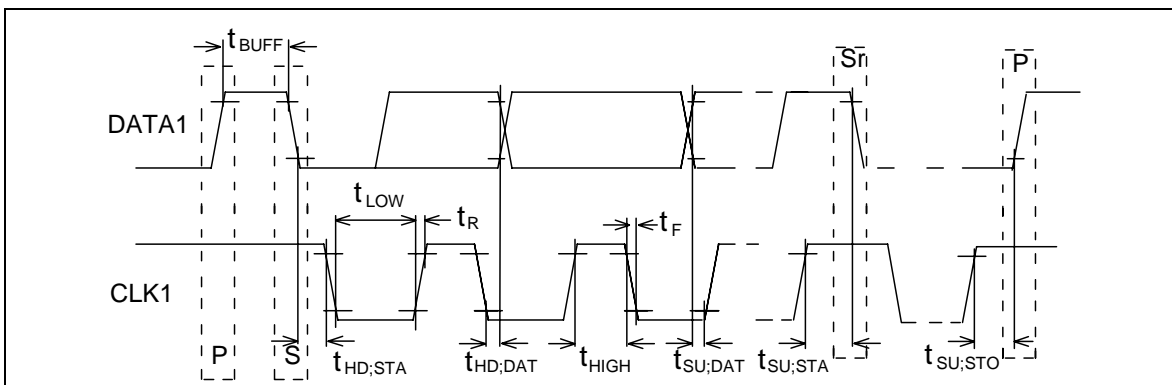 tBUFF
Sr
P
DATA1
tLOW
tR
tF
CLK1
P
S
tHD;STA
tHD;DAT
tHIGH
tSU;DAT
tSU;STA
tSU;STO